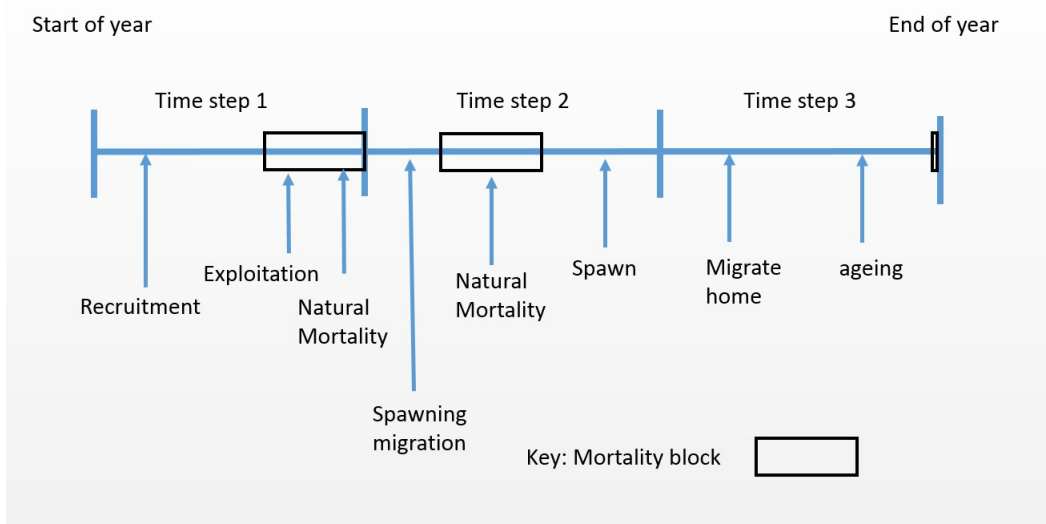 Start of year
End of year
Time step 1
Time step 2
Time step 3
Exploitation
Recruitment
Natural
Mortality
Spawning
migration
Natural
Mortality
Spawn
Migrate
home
ageing
Key: Mortality block